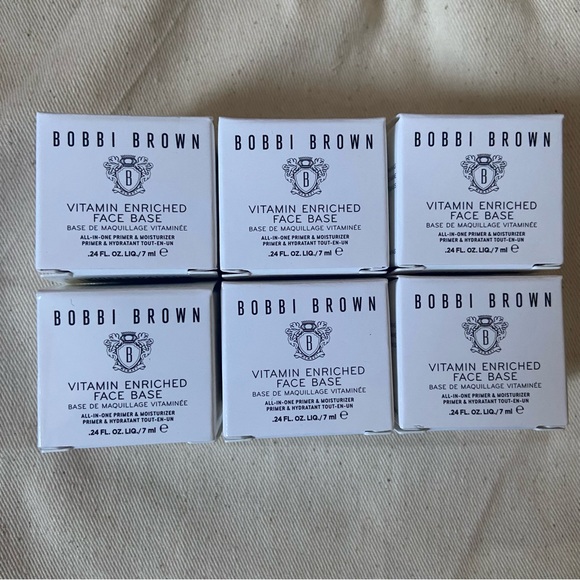 BOBBI BROWN
B
VITAMIN ENRICHED
FACE BASE
BASE DE MAQUILLAGE VITAMINÉE
ALL-IN-ONE PRIMER & MOISTURIZER
PRIMER & HYDRATANT TOUT-EN-UN
.24 FL. OZ. LIQ./7 ml ℮
BOBBI BROWN
B
VITAMIN ENRICHED
FACE BASE
BASE DE MAQUILLAGE VITAMINÉE
ALL-IN-ONE PRIMER & MOISTURIZER
PRIMER & HYDRATANT TOUT-EN-UN
.24 FL. OZ. LIQ./7 ml ℮
BOBBI BROWN
B
VITAMIN ENRICHED
FACE BASE
BASE DE MAQUILLAGE VITAMINÉE
ALL-IN-ONE PRIMER & MOISTURIZER
PRIMER & HYDRATANT TOUT-EN-UN
.24 FL. OZ. LIQ./7 ml ℮
BOBBI BROWN
B
VITAMIN ENRICHED
FACE BASE
BASE DE MAQUILLAGE VITAMINÉE
ALL-IN-ONE PRIMER & MOISTURIZER
PRIMER & HYDRATANT TOUT-EN-UN
.24 FL. OZ. LIQ./7 ml ℮
BOBBI BROWN
B
VITAMIN ENRICHED
FACE BASE
BASE DE MAQUILLAGE VITAMINÉE
ALL-IN-ONE PRIMER & MOISTURIZER
PRIMER & HYDRATANT TOUT-EN-UN
.24 FL. OZ. LIQ./7 ml ℮
BOBBI BROWN
B
VITAMIN ENRICHED
FACE BASE
BASE DE MAQUILLAGE VITAMINÉE
ALL-IN-ONE PRIMER & MOISTURIZER
PRIMER & HYDRATANT TOUT-EN-UN
.24 FL. OZ. LIQ./7 ml ℮